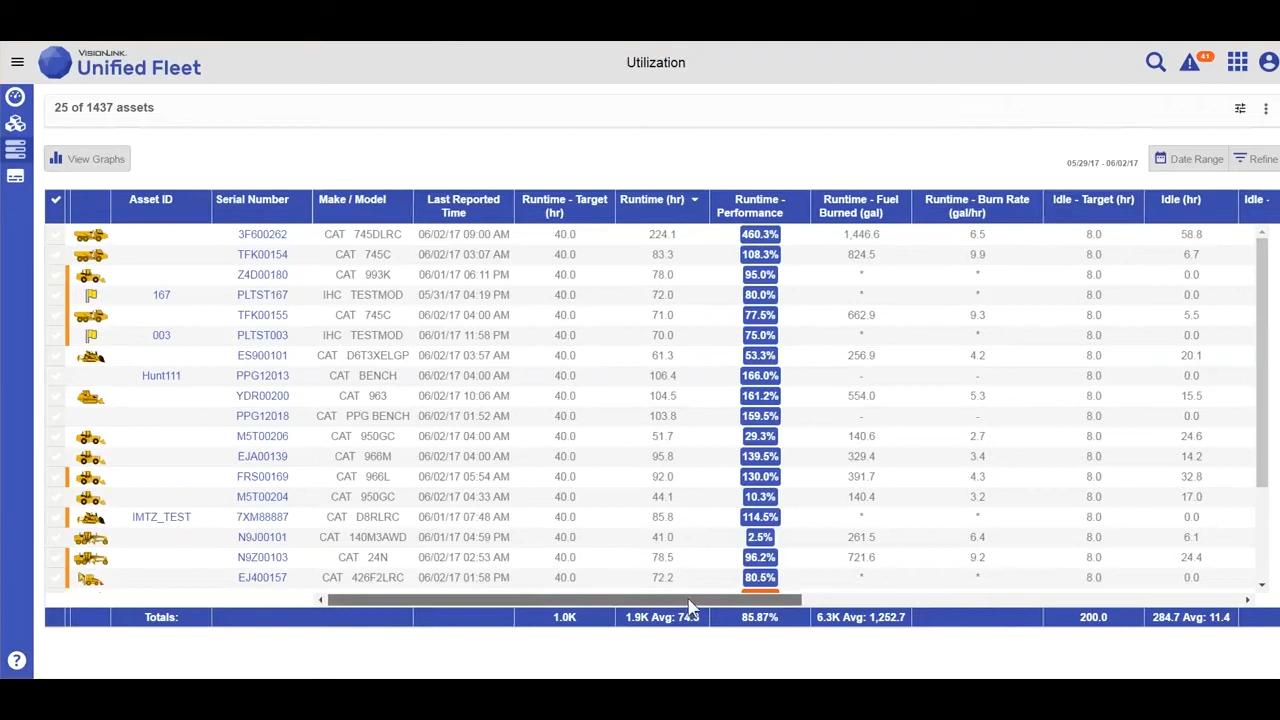 VISIONLINK.
Unified Fleet
Utilization
41
25 of 1437 assets
View Graphs
05/29/17 - 06/02/17
Date Range
Refine
Asset ID Serial Number Make / Model Last Reported Time Runtime - Target (hr) Runtime (hr) Runtime - Performance Runtime - Fuel Burned (gal) Runtime - Burn Rate (gal/hr) Idle - Target (hr) Idle (hr) Idle -
3F600262 CAT 745DLRC 06/02/17 09:00 AM 40.0 224.1 460.3% 1,446.6 6.5 8.0 58.8
TFK00154 CAT 745C 06/02/17 03:07 AM 40.0 83.3 108.3% 824.5 9.9 8.0 6.7
Z4D00180 CAT 993K 06/01/17 06:11 PM 40.0 78.0 95.0% * * 8.0 0.0
167 PLTST167 IHC TESTMOD 05/31/17 04:19 PM 40.0 72.0 80.0% * * 8.0 0.0
TFK00155 CAT 745C 06/02/17 04:00 AM 40.0 71.0 77.5% 662.9 9.3 8.0 5.5
003 PLTST003 IHC TESTMOD 06/01/17 11:58 PM 40.0 70.0 75.0% * * 8.0 0.0
ES900101 CAT D6T3XELGP 06/02/17 03:57 AM 40.0 61.3 53.3% 256.9 4.2 8.0 20.1
Hunt111 PPG12013 CAT BENCH 06/02/17 04:00 AM 40.0 106.4 166.0% - - 8.0 0.0
YDR00200 CAT 963 06/02/17 10:06 AM 40.0 104.5 161.2% 554.0 5.3 8.0 15.5
PPG12018 CAT PPG BENCH 06/02/17 01:52 AM 40.0 103.8 159.5% - - 8.0 0.0
M5T00206 CAT 950GC 06/02/17 04:00 AM 40.0 51.7 29.3% 140.6 2.7 8.0 24.6
EJA00139 CAT 966M 06/02/17 04:00 AM 40.0 95.8 139.5% 329.4 3.4 8.0 14.2
FRS00169 CAT 966L 06/02/17 05:54 AM 40.0 92.0 130.0% 391.7 4.3 8.0 32.8
M5T00204 CAT 950GC 06/02/17 04:33 AM 40.0 44.1 10.3% 140.4 3.2 8.0 17.0
IMTZ_TEST 7XM88887 CAT D8RLRC 06/01/17 07:48 AM 40.0 85.8 114.5% * * 8.0 0.0
N9J00101 CAT 140M3AWD 06/01/17 04:59 PM 40.0 41.0 2.5% 261.5 6.4 8.0 6.1
N9Z00103 CAT 24N 06/02/17 02:53 AM 40.0 78.5 96.2% 721.6 9.2 8.0 24.4
EJ400157 CAT 426F2LRC 06/02/17 01:58 PM 40.0 72.2 80.5% * * 8.0 0.0
Totals: 1.0K 1.9K Avg: 74.3 85.87% 6.3K Avg: 1,252.7 200.0 284.7 Avg: 11.4
?